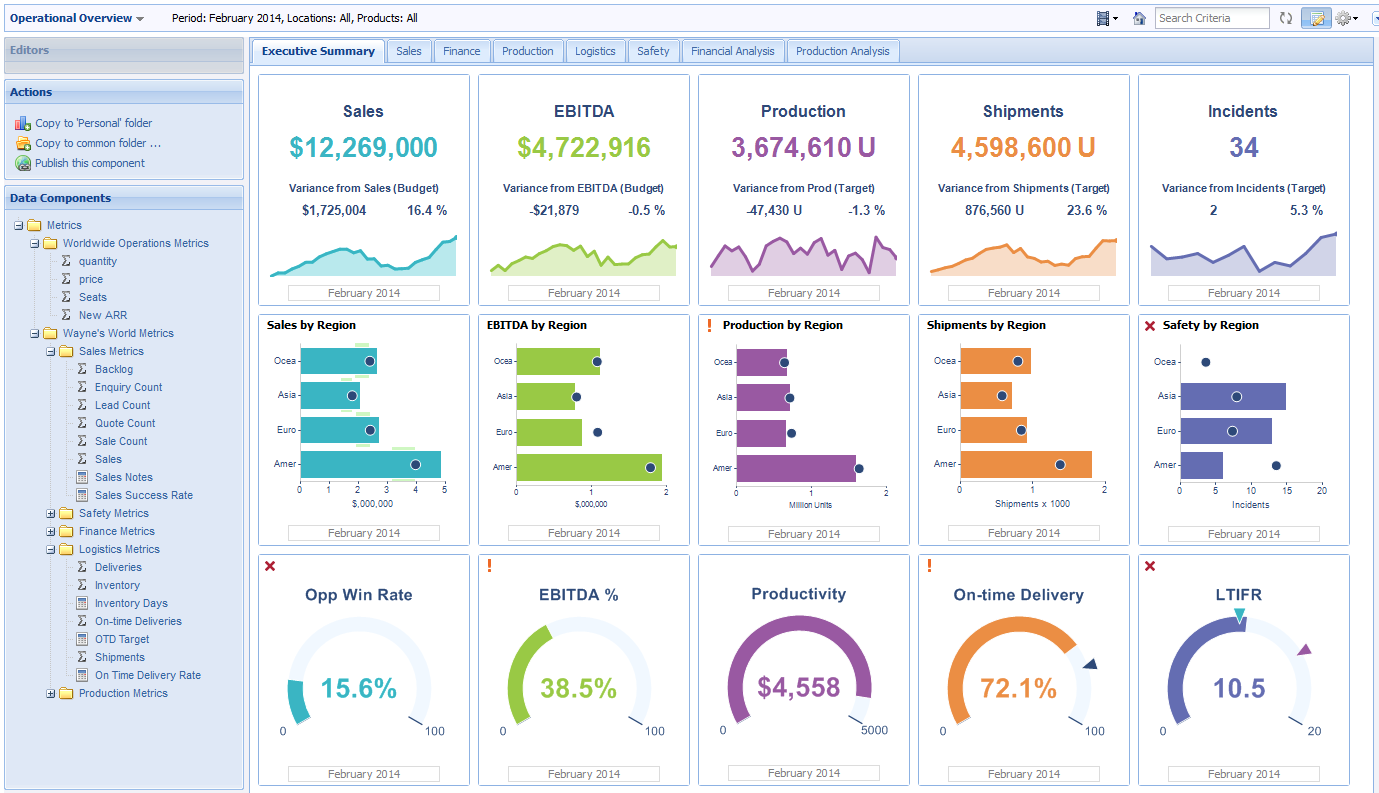 Operational Overview
Period: February 2014, Locations: All, Products: All
Search Criteria
Editors
Actions
Copy to 'Personal' folder
Copy to common folder ...
Publish this component
Data Components
Metrics
Worldwide Operations Metrics
quantity
price
Seats
New ARR
Wayne's World Metrics
Sales Metrics
Backlog
Enquiry Count
Lead Count
Quote Count
Sale Count
Sales
Sales Notes
Sales Success Rate
Safety Metrics
Finance Metrics
Logistics Metrics
Deliveries
Inventory
Inventory Days
On-time Deliveries
OTD Target
Shipments
On Time Delivery Rate
Production Metrics
Executive Summary
Sales
Finance
Production
Logistics
Safety
Financial Analysis
Production Analysis
Sales
$12,269,000
Variance from Sales (Budget)
$1,725,004 16.4 %
February 2014
EBITDA
$4,722,916
Variance from EBITDA (Budget)
-$21,879 -0.5 %
February 2014
Production
3,674,610 U
Variance from Prod (Target)
-47,430 U -1.3 %
February 2014
Shipments
4,598,600 U
Variance from Shipments (Target)
876,560 U 23.6 %
February 2014
Incidents
34
Variance from Incidents (Target)
2 5.3 %
February 2014
Sales by Region
Ocea
Asia
Euro
Amer
0 1 2 3 4 5
$,000,000
February 2014
EBITDA by Region
Ocea
Asia
Euro
Amer
0 1 2
$,000,000
February 2014
! Production by Region
Ocea
Asia
Euro
Amer
0 1 2
Million Units
February 2014
Shipments by Region
Ocea
Asia
Euro
Amer
0 1 2
Shipments x 1000
February 2014
Safety by Region
Ocea
Asia
Euro
Amer
0 5 10 15 20
Incidents
February 2014
Opp Win Rate
15.6%
0 100
February 2014
!
EBITDA %
38.5%
0 100
February 2014
Productivity
$4,558
0 5000
February 2014
!
On-time Delivery
72.1%
0 100
February 2014
LTIFR
10.5
0 20
February 2014